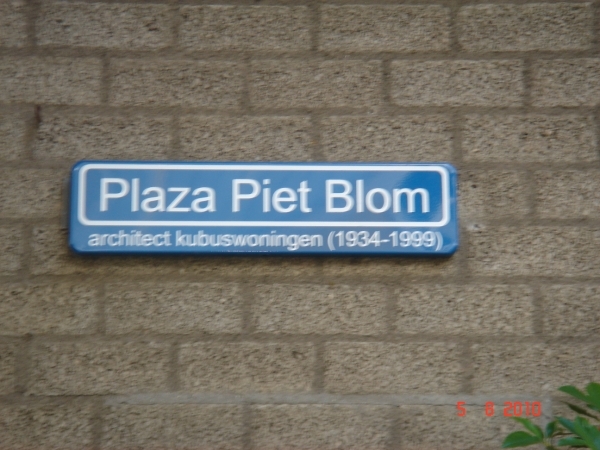 Plaza Piet Blom
architect kubuswoningen (1934-1999)
5 8 2010